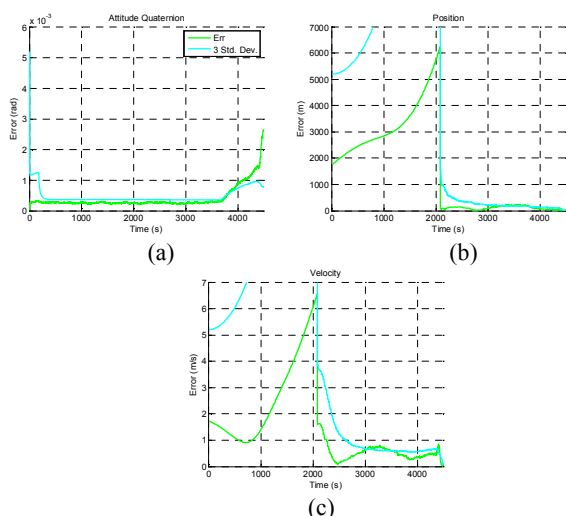 x 10⁻³
Attitude Quaternion
6
5
4
3
2
1
0
Error (rad)
Err
3 Std. Dev.
0 1000 2000 3000 4000
Time (s)
(a)
Position
7000
6000
5000
4000
3000
2000
1000
0
Error (m)
0 1000 2000 3000 4000
Time (s)
(b)
Velocity
7
6
5
4
3
2
1
0
Error (m/s)
0 1000 2000 3000 4000
Time (s)
(c)